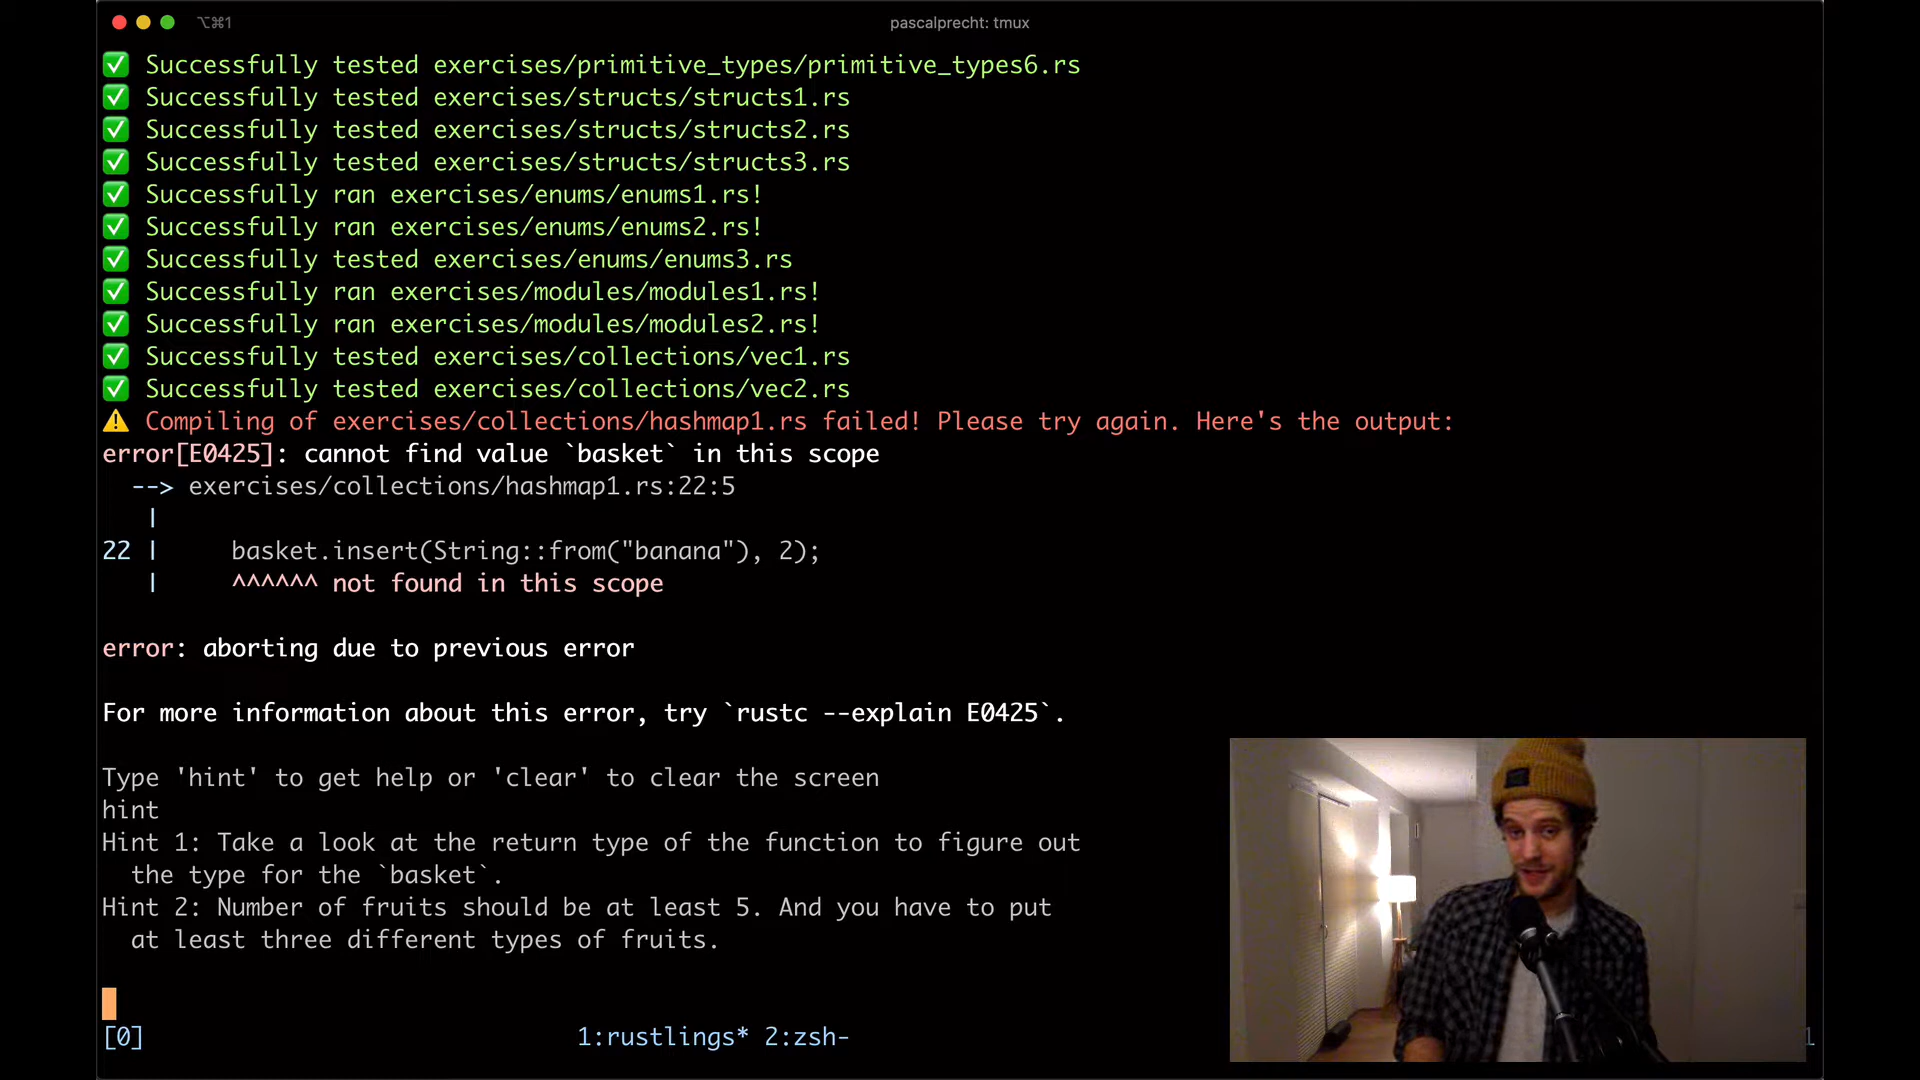 ⌥⌘1
pascalprecht: tmux
✅ Successfully tested exercises/primitive_types/primitive_types6.rs
✅ Successfully tested exercises/structs/structs1.rs
✅ Successfully tested exercises/structs/structs2.rs
✅ Successfully tested exercises/structs/structs3.rs
✅ Successfully ran exercises/enums/enums1.rs!
✅ Successfully ran exercises/enums/enums2.rs!
✅ Successfully tested exercises/enums/enums3.rs
✅ Successfully ran exercises/modules/modules1.rs!
✅ Successfully ran exercises/modules/modules2.rs!
✅ Successfully tested exercises/collections/vec1.rs
✅ Successfully tested exercises/collections/vec2.rs
⚠️ Compiling of exercises/collections/hashmap1.rs failed! Please try again. Here's the output:
error[E0425]: cannot find value `basket` in this scope
  --> exercises/collections/hashmap1.rs:22:5
   |
22 |     basket.insert(String::from("banana"), 2);
   |     ^^^^^^ not found in this scope
error: aborting due to previous error
For more information about this error, try `rustc --explain E0425`.
Type 'hint' to get help or 'clear' to clear the screen
hint
Hint 1: Take a look at the return type of the function to figure out
  the type for the `basket`.
Hint 2: Number of fruits should be at least 5. And you have to put
  at least three different types of fruits.
[0] 1:rustlings* 2:zsh-